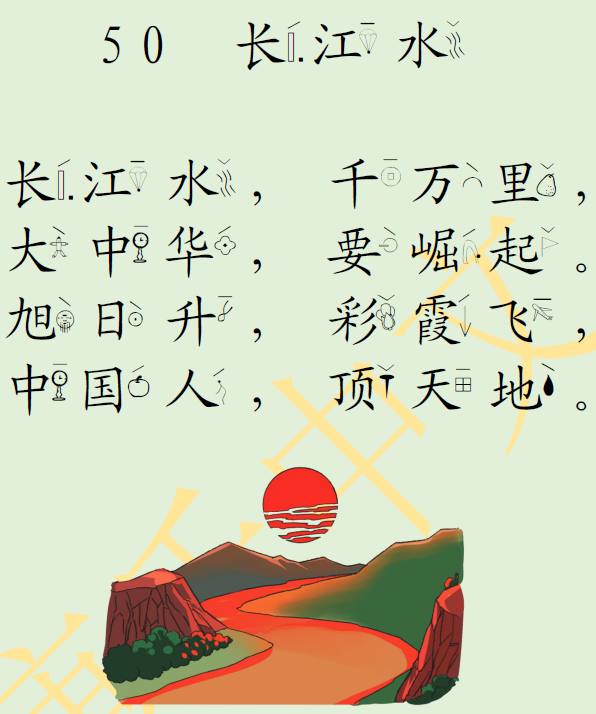 50 长江水
长江水，千万里，
大中华，要崛起。
旭日升，彩霞飞，
中国人，顶天地。